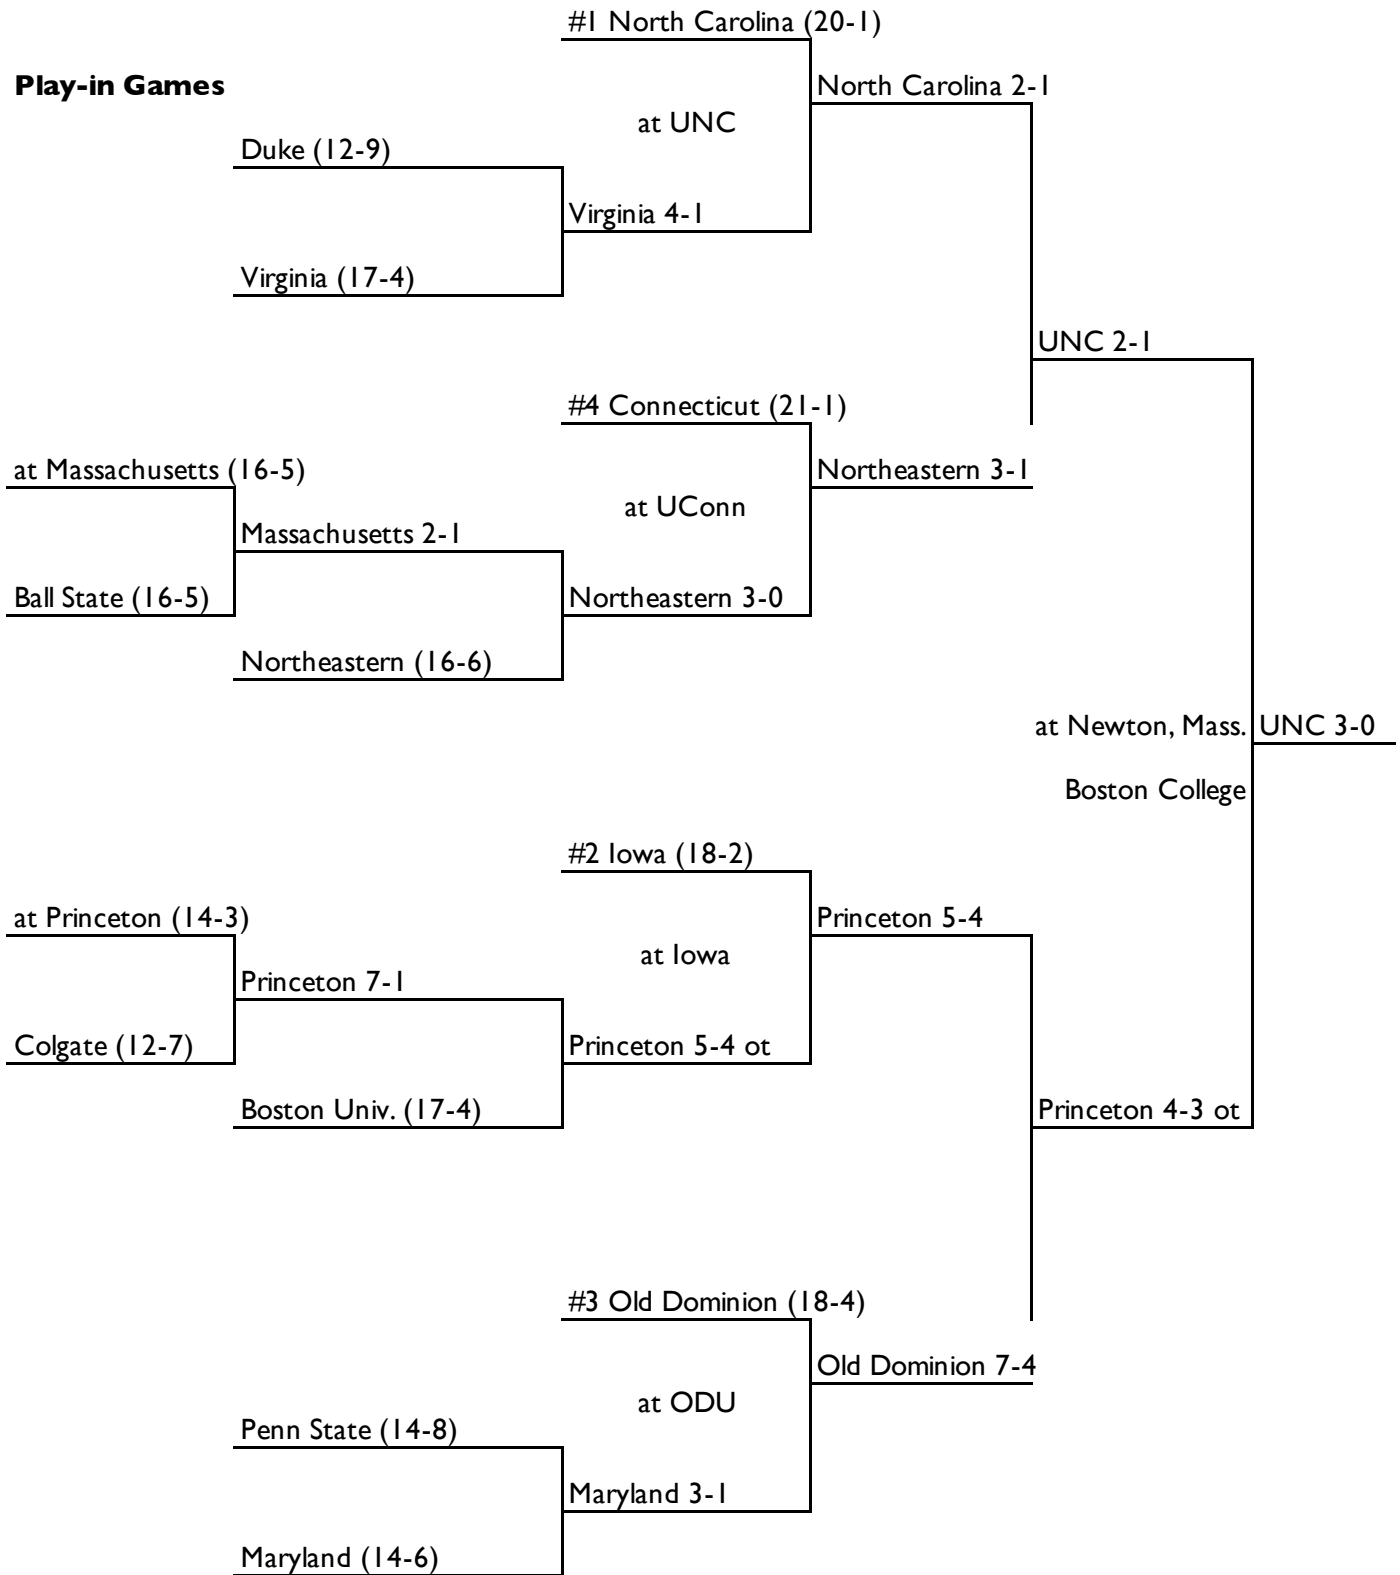 #1 North Carolina (20-1)
Play-in Games
North Carolina 2-1
at UNC
Duke (12-9)
Virginia 4-1
Virginia (17-4)
UNC 2-1
#4 Connecticut (21-1)
at Massachusetts (16-5)
Northeastern 3-1
at UConn
Massachusetts 2-1
Ball State (16-5)
Northeastern 3-0
Northeastern (16-6)
at Newton, Mass.
UNC 3-0
Boston College
#2 Iowa (18-2)
at Princeton (14-3)
Princeton 5-4
at Iowa
Princeton 7-1
Colgate (12-7)
Princeton 5-4 ot
Boston Univ. (17-4)
Princeton 4-3 ot
#3 Old Dominion (18-4)
Old Dominion 7-4
at ODU
Penn State (14-8)
Maryland 3-1
Maryland (14-6)